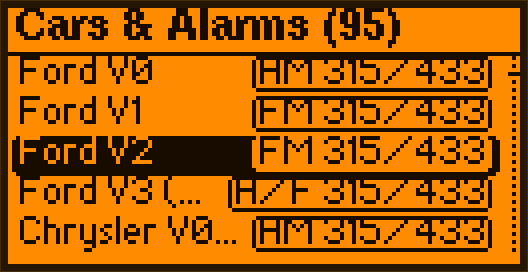 Cars & Alarms (95)
Ford V0 AM 315/433
Ford V1 FM 315/433
Ford V2 FM 315/433
Ford V3 (... A/F 315/433
Chrysler V0... AM 315/433